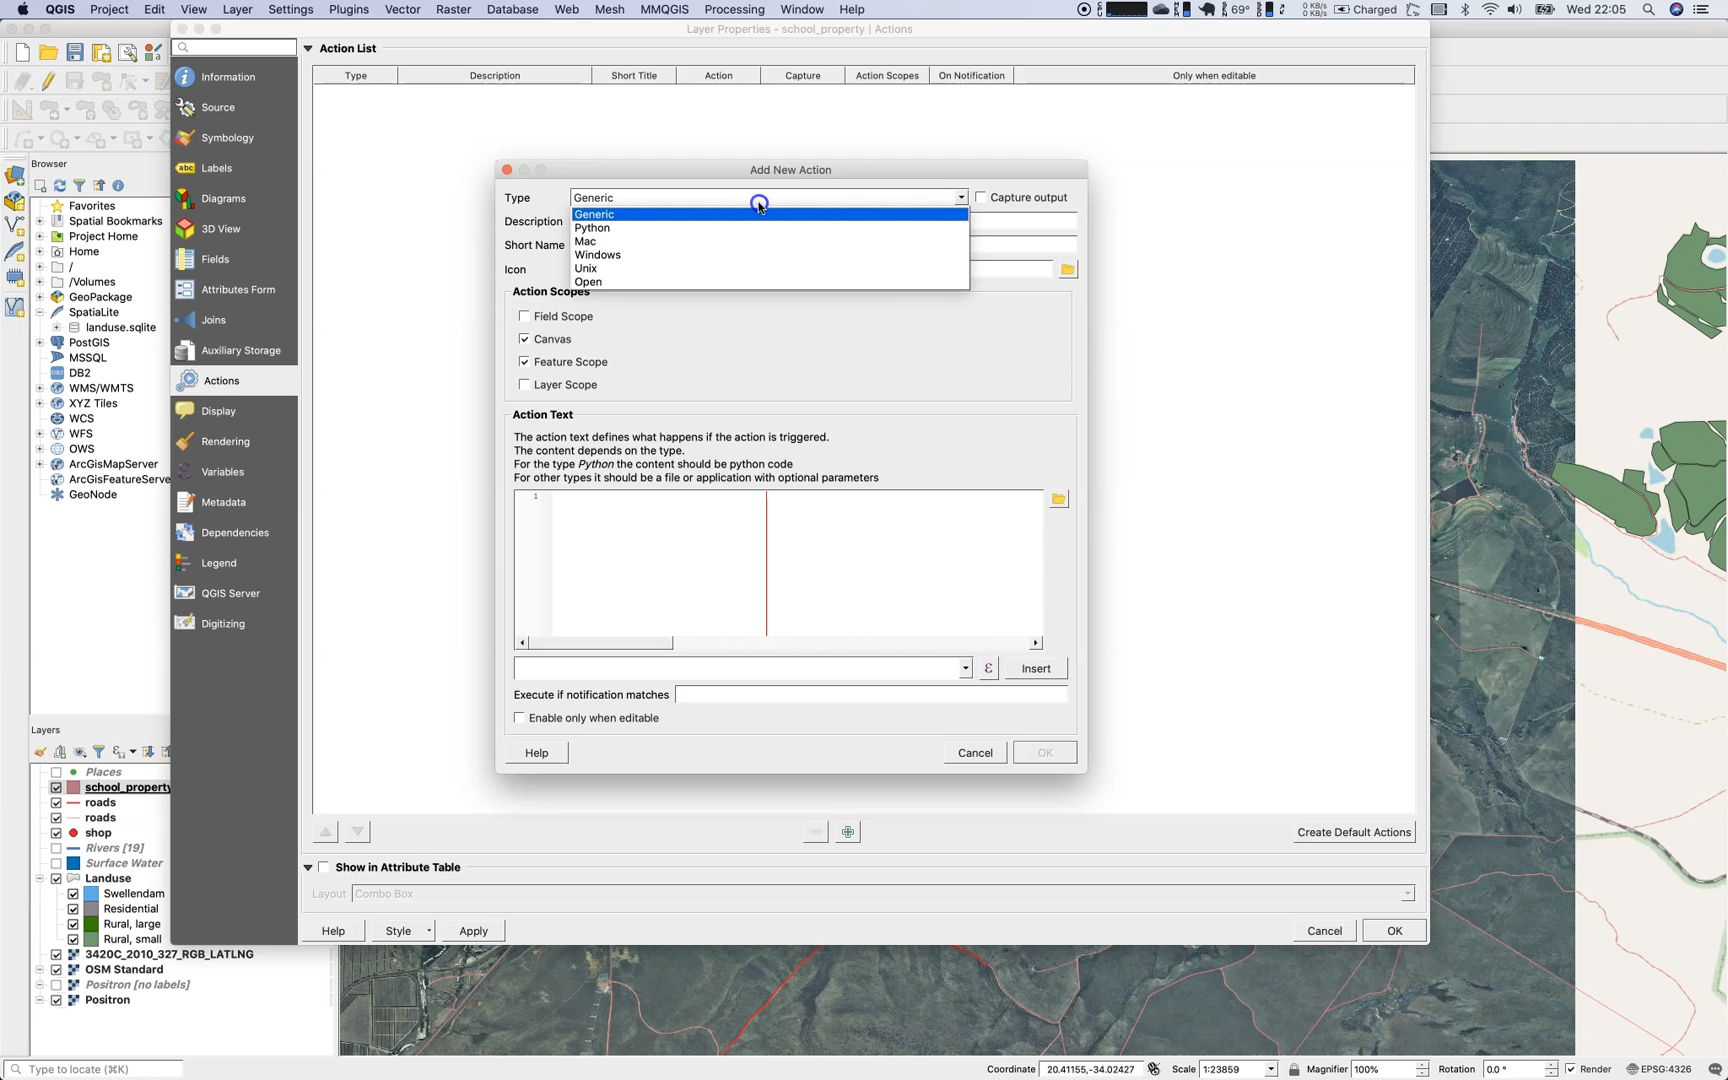 QGIS Project Edit View Layer Settings Plugins Vector Raster Database Web Mesh MMQGIS Processing Window Help
69° 0 KB/s 0 KB/s Charged Wed 22:05
Layer Properties - school_property | Actions
Information
Source
Symbology
Labels
Diagrams
3D View
Fields
Attributes Form
Joins
Auxiliary Storage
Actions
Display
Rendering
Variables
Metadata
Dependencies
Legend
QGIS Server
Digitizing
Action List
Type Description Short Title Action Capture Action Scopes On Notification Only when editable
Add New Action
Type Generic Capture output
Generic
Python
Mac
Windows
Unix
Open
Description
Short Name
Icon
Action Scopes
Field Scope
Canvas
Feature Scope
Layer Scope
Action Text
The action text defines what happens if the action is triggered.
The content depends on the type.
For the type Python the content should be python code
For other types it should be a file or application with optional parameters
1
ε Insert
Execute if notification matches
Enable only when editable
Help Cancel OK
Create Default Actions
Show in Attribute Table
Layout Combo Box
Help Style Apply Cancel OK
Browser
Favorites
Spatial Bookmarks
Project Home
Home
/
/Volumes
GeoPackage
SpatiaLite
landuse.sqlite
PostGIS
MSSQL
DB2
WMS/WMTS
XYZ Tiles
WCS
WFS
OWS
ArcGisMapServer
ArcGisFeatureServe
GeoNode
Layers
Places
school_property
roads
roads
shop
Rivers [19]
Surface Water
Landuse
Swellendam
Residential
Rural, large
Rural, small
3420C_2010_327_RGB_LATLNG
OSM Standard
Positron [no labels]
Positron
Type to locate (⌘K) Coordinate 20.41155,-34.02427 Scale 1:23859 Magnifier 100% Rotation 0.0 ° Render EPSG:4326